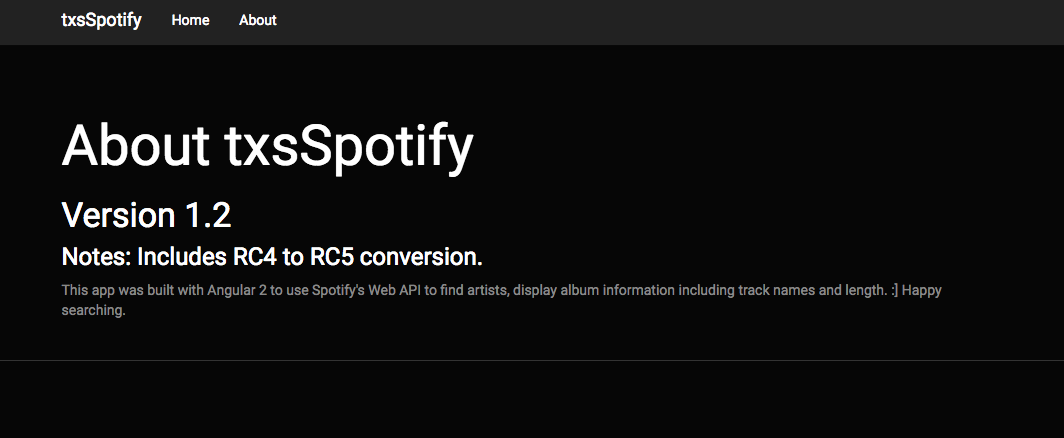 txsSpotify Home About
About txsSpotify
Version 1.2
Notes: Includes RC4 to RC5 conversion.
This app was built with Angular 2 to use Spotify's Web API to find artists, display album information including track names and length. :] Happy
searching.